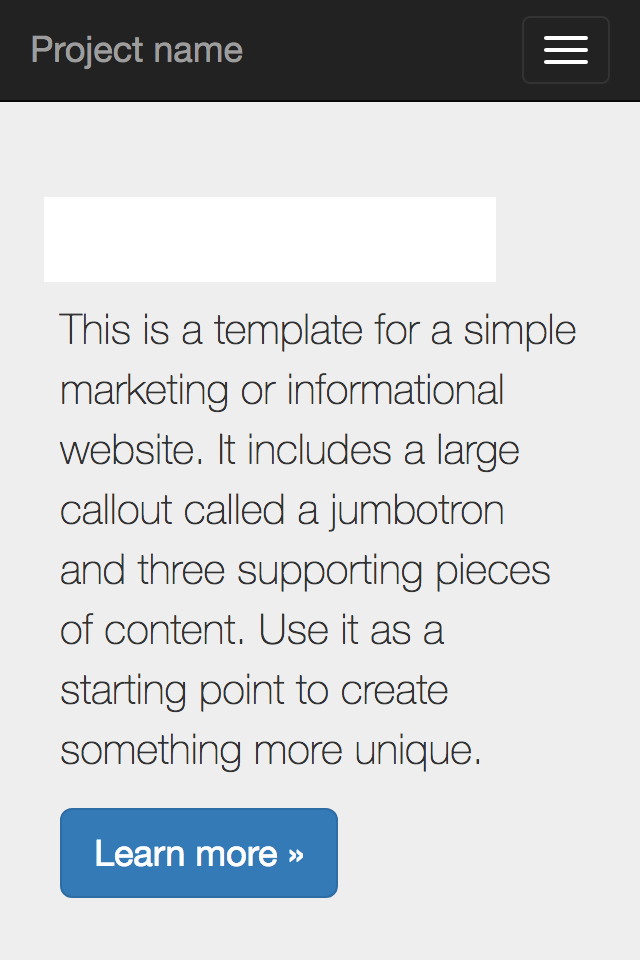 Project name
This is a template for a simple
marketing or informational
website. It includes a large
callout called a jumbotron
and three supporting pieces
of content. Use it as a
starting point to create
something more unique.
Learn more »